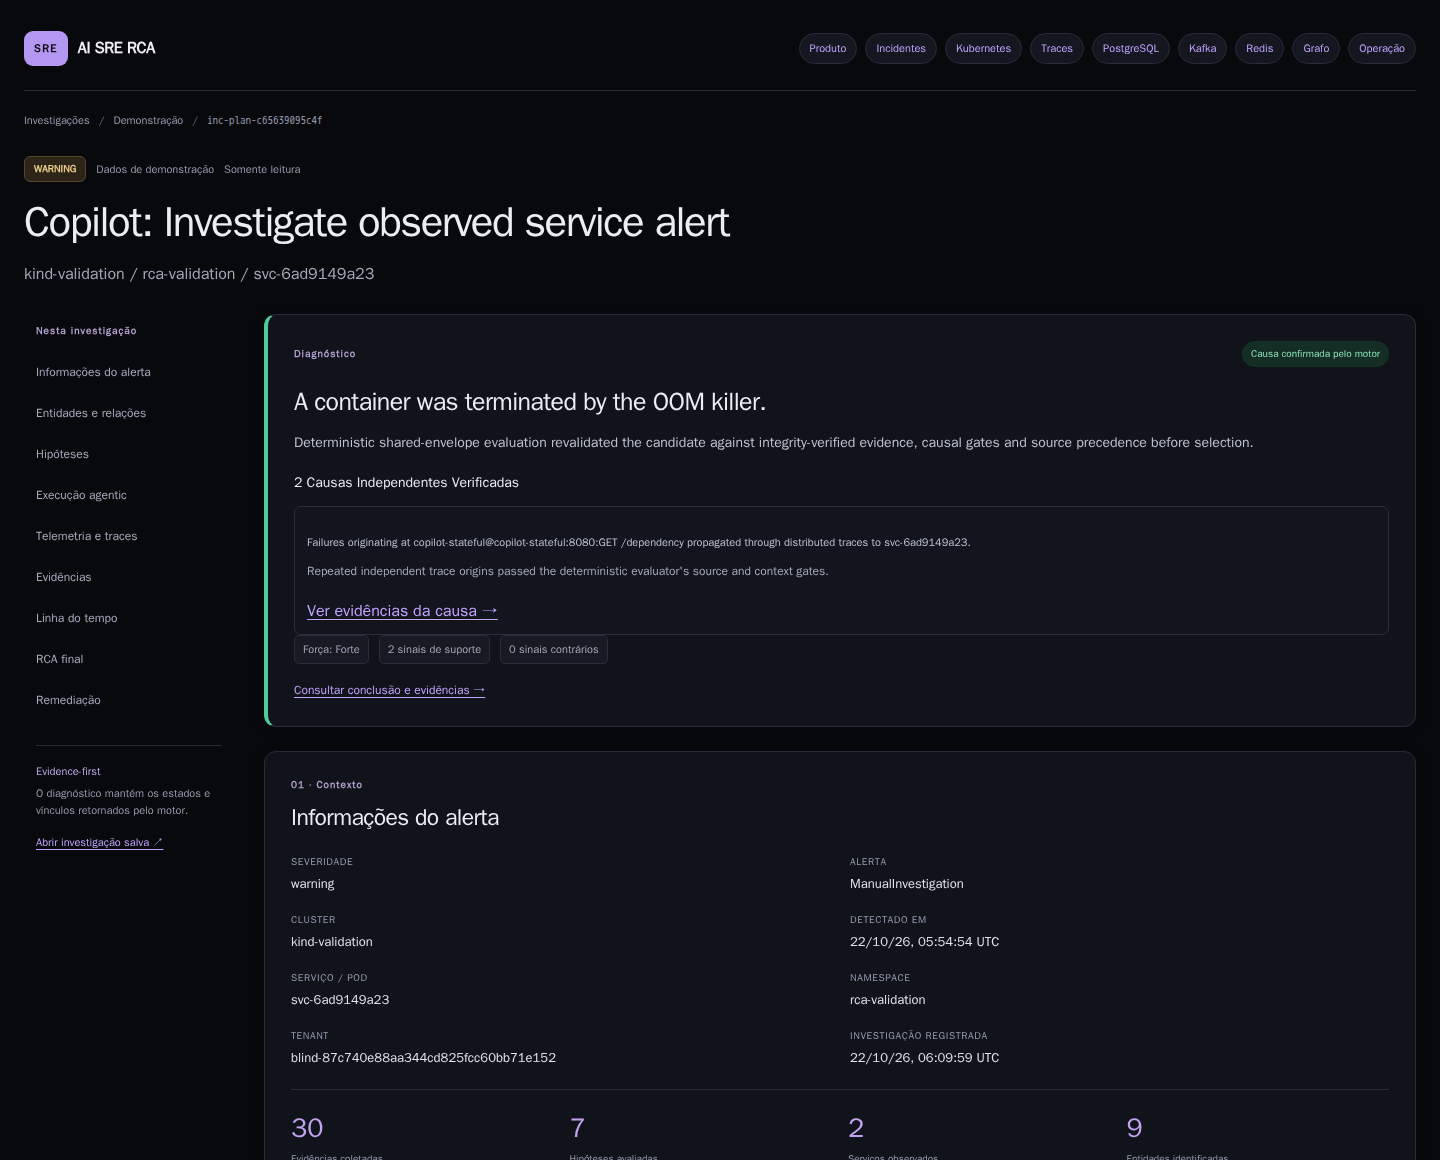 SRE AI SRE RCA
Produto Incidentes Kubernetes Traces PostgreSQL Kafka Redis Grafo Operação
Investigações / Demonstração / inc-plan-c65639095c4f
WARNING Dados de demonstração Somente leitura
Copilot: Investigate observed service alert
kind-validation / rca-validation / svc-6ad9149a23
Nesta investigação
Informações do alerta
Entidades e relações
Hipóteses
Execução agentic
Telemetria e traces
Evidências
Linha do tempo
RCA final
Remediação
Evidence-first
O diagnóstico mantém os estados e
vínculos retornados pelo motor.
Abrir investigação salva ↗
Diagnóstico
Causa confirmada pelo motor
A container was terminated by the OOM killer.
Deterministic shared-envelope evaluation revalidated the candidate against integrity-verified evidence, causal gates and source precedence before selection.
2 Causas Independentes Verificadas
Failures originating at copilot-stateful@copilot-stateful:8080:GET /dependency propagated through distributed traces to svc-6ad9149a23.
Repeated independent trace origins passed the deterministic evaluator's source and context gates.
Ver evidências da causa →
Força: Forte 2 sinais de suporte 0 sinais contrários
Consultar conclusão e evidências →
01 · Contexto
Informações do alerta
SEVERIDADE
warning
ALERTA
ManualInvestigation
CLUSTER
kind-validation
DETECTADO EM
22/10/26, 05:54:54 UTC
SERVIÇO / POD
svc-6ad9149a23
NAMESPACE
rca-validation
TENANT
blind-87c740e88aa344cd825fcc60bb71e152
INVESTIGAÇÃO REGISTRADA
22/10/26, 06:09:59 UTC
30 7 2 9
Evidências coletadas Hipóteses avaliadas Serviços observados Entidades identificadas